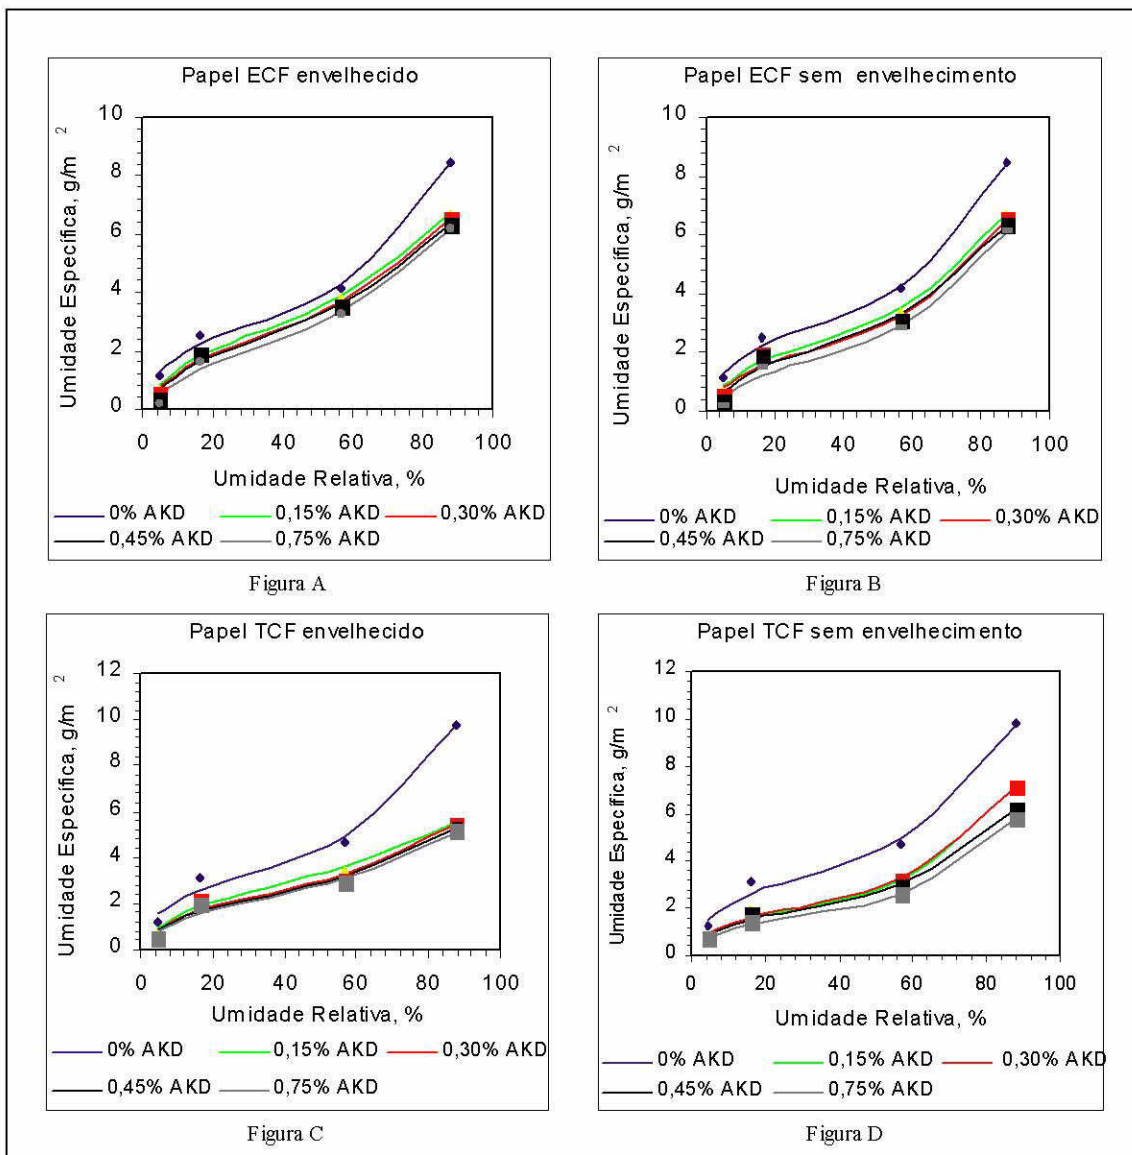 Papel ECF envelhecido
Umidade Específica, g/m 2
10
8
6
4
2
0
0 20 40 60 80 100
Umidade Relativa, %
0% AKD 0,15% AKD 0,30% AKD
0,45% AKD 0,75% AKD
Figura A
Papel ECF sem envelhecimento
Umidade Específica, g/m 2
10
8
6
4
2
0
0 20 40 60 80 100
Umidade Relativa, %
0% AKD 0,15% AKD 0,30% AKD
0,45% AKD 0,75% AKD
Figura B
Papel TCF envelhecido
Umidade Específica, g/m 2
12
10
8
6
4
2
0
0 20 40 60 80 100
Umidade Relativa, %
0% AKD 0,15% AKD 0,30% AKD
0,45% AKD 0,75% AKD
Figura C
Papel TCF sem envelhecimento
Umidade Específica, g/m 2
12
10
8
6
4
2
0
0 20 40 60 80 100
Umidade Relativa, %
0% AKD 0,15% AKD 0,30% AKD
0,45% AKD 0,75% AKD
Figura D